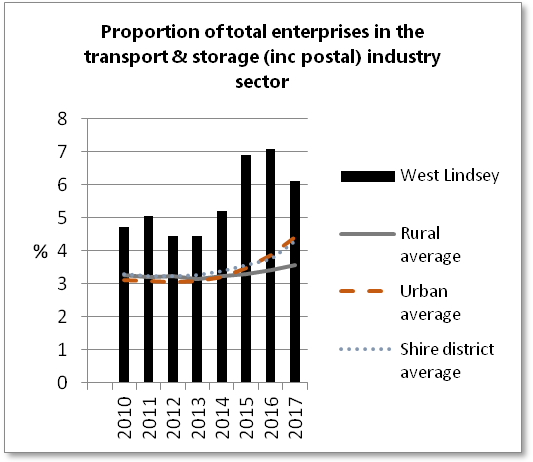 Proportion of total enterprises in the
transport & storage (inc postal) industry
sector
8
7
6
5
4
3
2
1
0
%
2010
2011
2012
2013
2014
2015
2016
2017
West Lindsey
Rural
average
Urban
average
Shire district
average